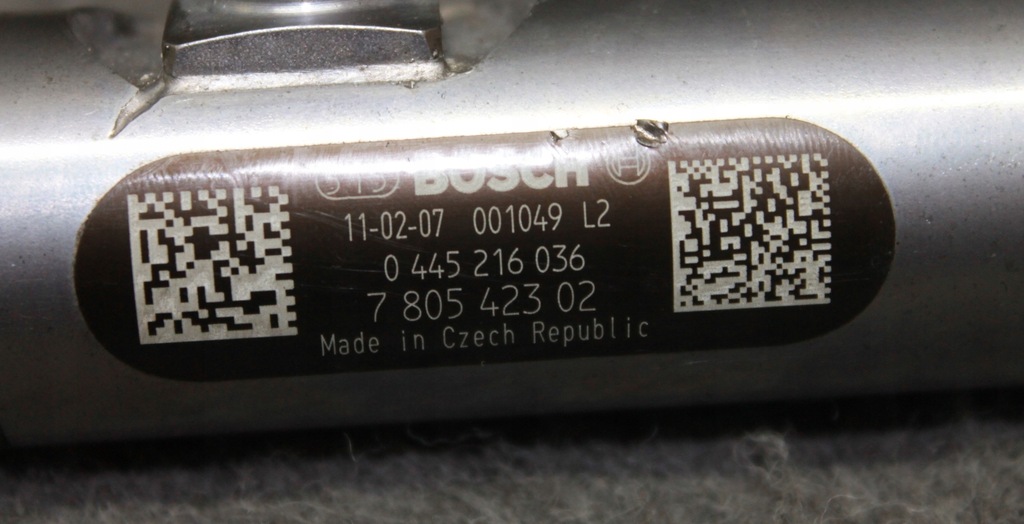 BOSCH
11-02-07 001049 L2
0 445 216 036
7 805 423 02
Made in Czech Republic